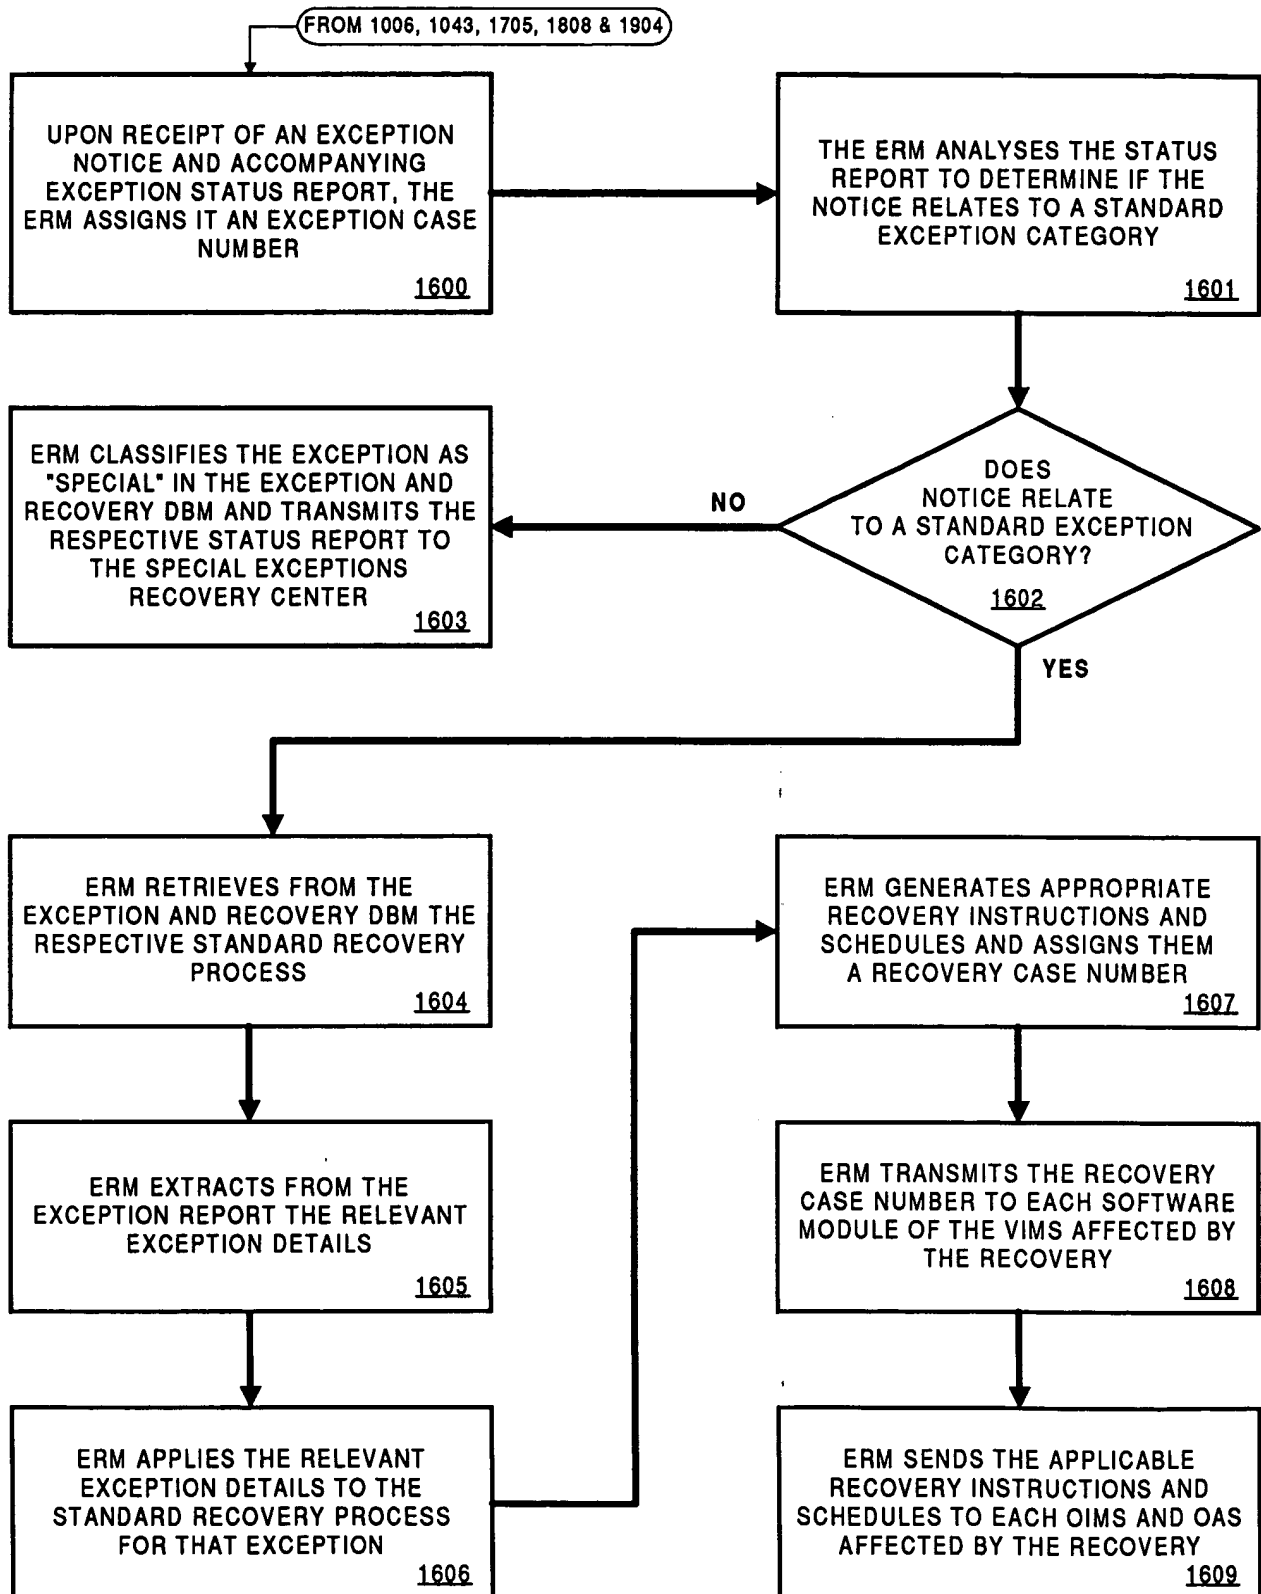 FROM 1006, 1043, 1705, 1808 & 1904
UPON RECEIPT OF AN EXCEPTION
NOTICE AND ACCOMPANYING
EXCEPTION STATUS REPORT, THE
ERM ASSIGNS IT AN EXCEPTION CASE
NUMBER
1600
THE ERM ANALYSES THE STATUS
REPORT TO DETERMINE IF THE
NOTICE RELATES TO A STANDARD
EXCEPTION CATEGORY
1601
DOES
NOTICE RELATE
TO A STANDARD EXCEPTION
CATEGORY?
1602
NO
ERM CLASSIFIES THE EXCEPTION AS
"SPECIAL" IN THE EXCEPTION AND
RECOVERY DBM AND TRANSMITS THE
RESPECTIVE STATUS REPORT TO
THE SPECIAL EXCEPTIONS
RECOVERY CENTER
1603
YES
ERM RETRIEVES FROM THE
EXCEPTION AND RECOVERY DBM THE
RESPECTIVE STANDARD RECOVERY
PROCESS
1604
ERM EXTRACTS FROM THE
EXCEPTION REPORT THE RELEVANT
EXCEPTION DETAILS
1605
ERM APPLIES THE RELEVANT
EXCEPTION DETAILS TO THE
STANDARD RECOVERY PROCESS
FOR THAT EXCEPTION
1606
ERM GENERATES APPROPRIATE
RECOVERY INSTRUCTIONS AND
SCHEDULES AND ASSIGNS THEM
A RECOVERY CASE NUMBER
1607
ERM TRANSMITS THE RECOVERY
CASE NUMBER TO EACH SOFTWARE
MODULE OF THE VIMS AFFECTED BY
THE RECOVERY
1608
ERM SENDS THE APPLICABLE
RECOVERY INSTRUCTIONS AND
SCHEDULES TO EACH OIMS AND OAS
AFFECTED BY THE RECOVERY
1609